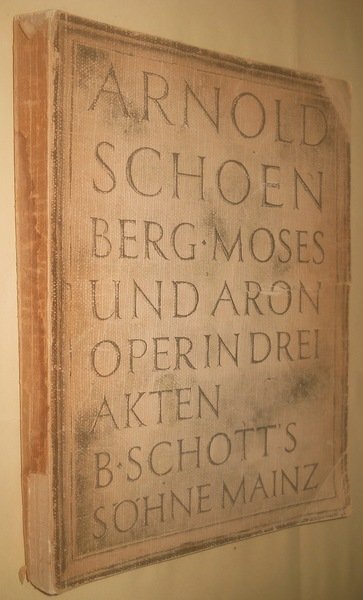 ARNOLD
SCHOEN
BERG·MOSES
UND ARON
OPER IN DREI
AKTEN
B·SCHOTT'S
SÖHNE MAINZ